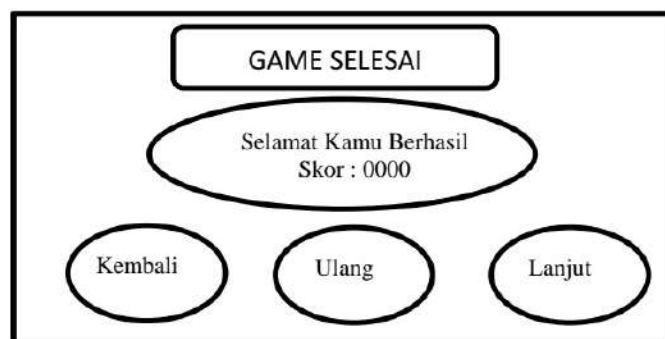 GAME SELESAI
Selamat Kamu Berhasil
Skor : 0000
Kembali
Ulang
Lanjut